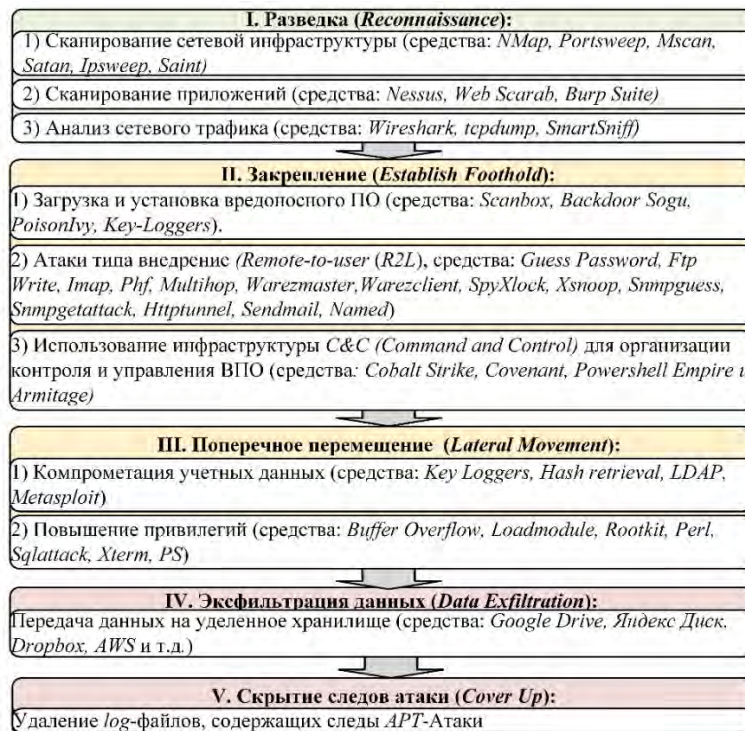 I. Разведка (Reconnaissance):
1) Сканирование сетевой инфраструктуры (средства: NMap, Portsweep, Mscan,
Satan, Ipsweep, Saint)
2) Сканирование приложений (средства: Nessus, Web Scarab, Burp Suite)
3) Анализ сетевого трафика (средства: Wireshark, tcpdump, SmartSniff)
II. Закрепление (Establish Foothold):
1) Загрузка и установка вредоносного ПО (средства: Scanbox, Backdoor Sogu,
PoisonIvy, Key-Loggers).
2) Атаки типа внедрение (Remote-to-user (R2L), средства: Guess Password, Ftp
Write, Imap, Phf, Multihop, Warezmaster,Warezclient, SpyXlock, Xsnoop, Snmpguess,
Snmpgetattack, Httptunnel, Sendmail, Named)
3) Использование инфраструктуры C&C (Command and Control) для организации
контроля и управления ВПО (средства: Cobalt Strike, Covenant, Powershell Empire и
Armitage)
III. Поперечное перемещение (Lateral Movement):
1) Компрометация учетных данных (средства: Key Loggers, Hash retrieval, LDAP,
Metasploit)
2) Повышение привилегий (средства: Buffer Overflow, Loadmodule, Rootkit, Perl,
Sqlattack, Xterm, PS)
IV. Эксфильтрация данных (Data Exfiltration):
Передача данных на уделенное хранилище (средства: Google Drive, Яндекс Диск,
Dropbox, AWS и т.д.)
V. Скрытие следов атаки (Cover Up):
Удаление log-файлов, содержащих следы APT-Атаки